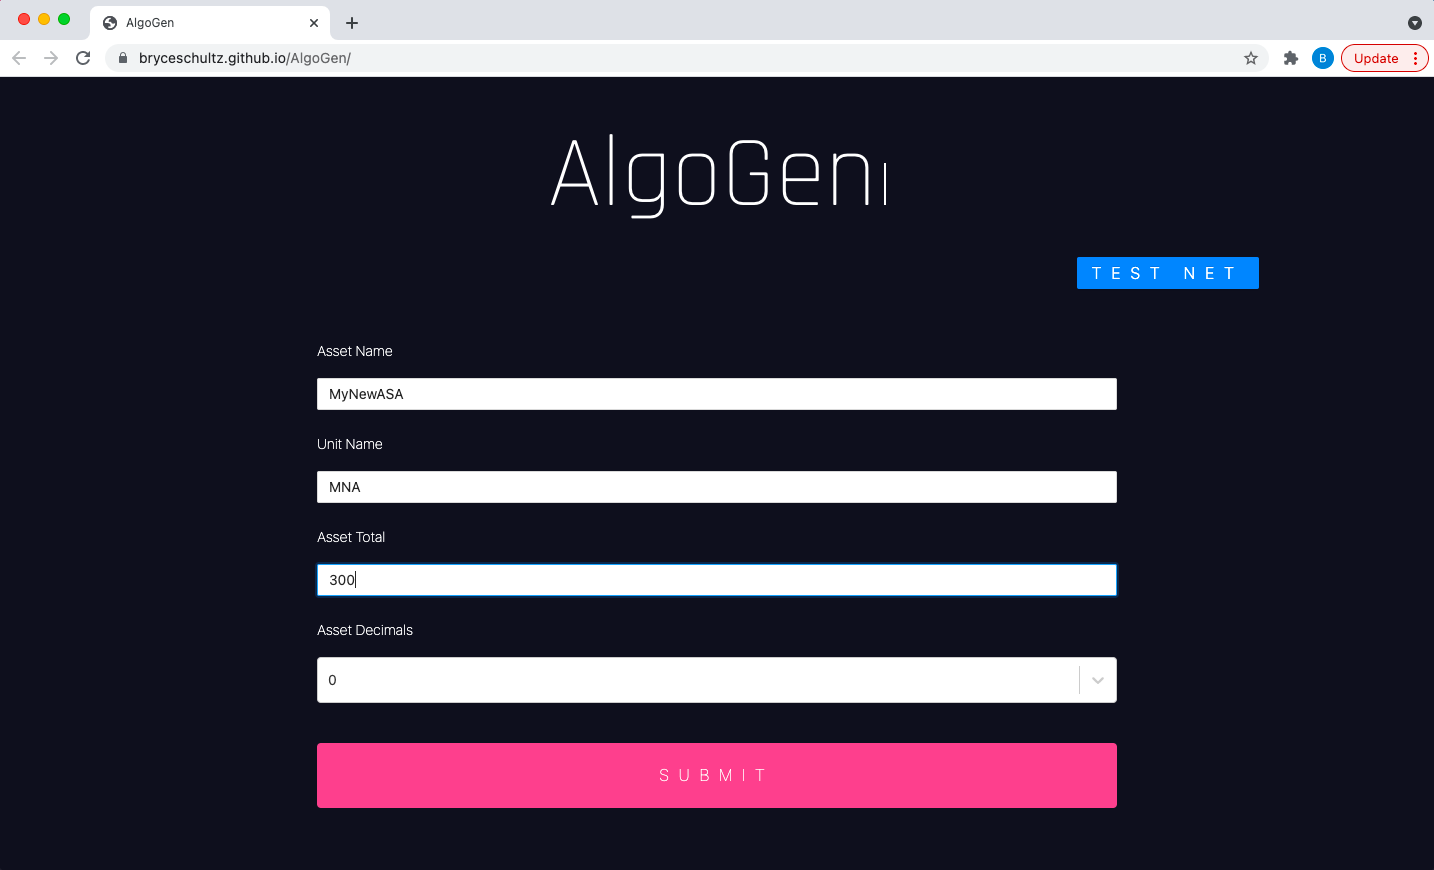 AlgoGen
bryceschultz.github.io/AlgoGen/
B
Update
AlgoGen
TEST NET
Asset Name
MyNewASA
Unit Name
MNA
Asset Total
300
Asset Decimals
0
SUBMIT